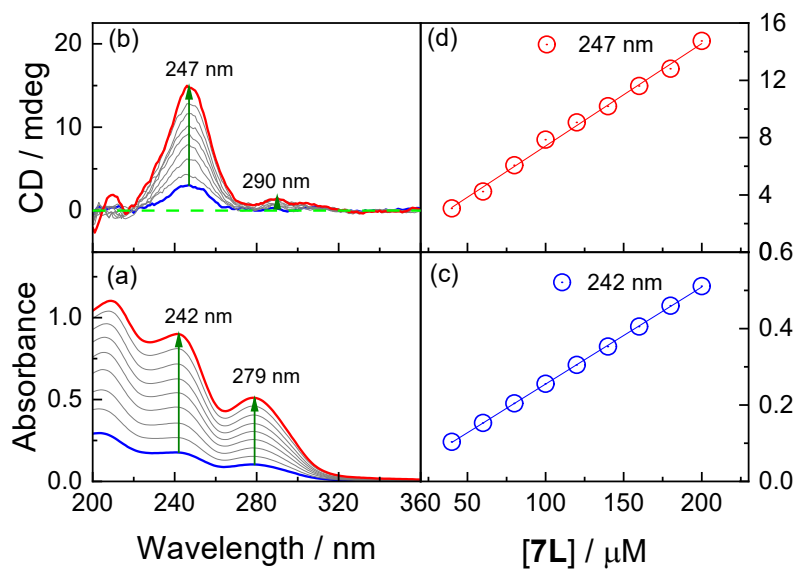 (b)
247 nm
290 nm
CD / mdeg
20
10
0
(d)
247 nm
16
12
8
4
0.6
0
(a)
242 nm
279 nm
Absorbance
1.0
0.5
0.0
200 240 280 320 360
Wavelength / nm
(c)
242 nm
0.4
0.2
0.0
50 100 150 200
[7L] / μM